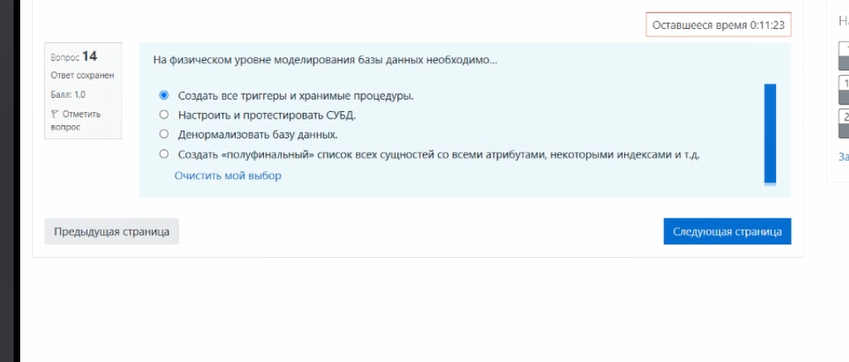 Оставшееся время 0:11:23
Вопрос 14
Ответ сохранен
Балл: 1,0
Отметить
вопрос
На физическом уровне моделирования базы данных необходимо...
Создать все триггеры и хранимые процедуры.
Настроить и протестировать СУБД.
Денормализовать базу данных.
Создать «полуфинальный» список всех сущностей со всеми атрибутами, некоторыми индексами и т.д.
Очистить мой выбор
Предыдущая страница
Следующая страница